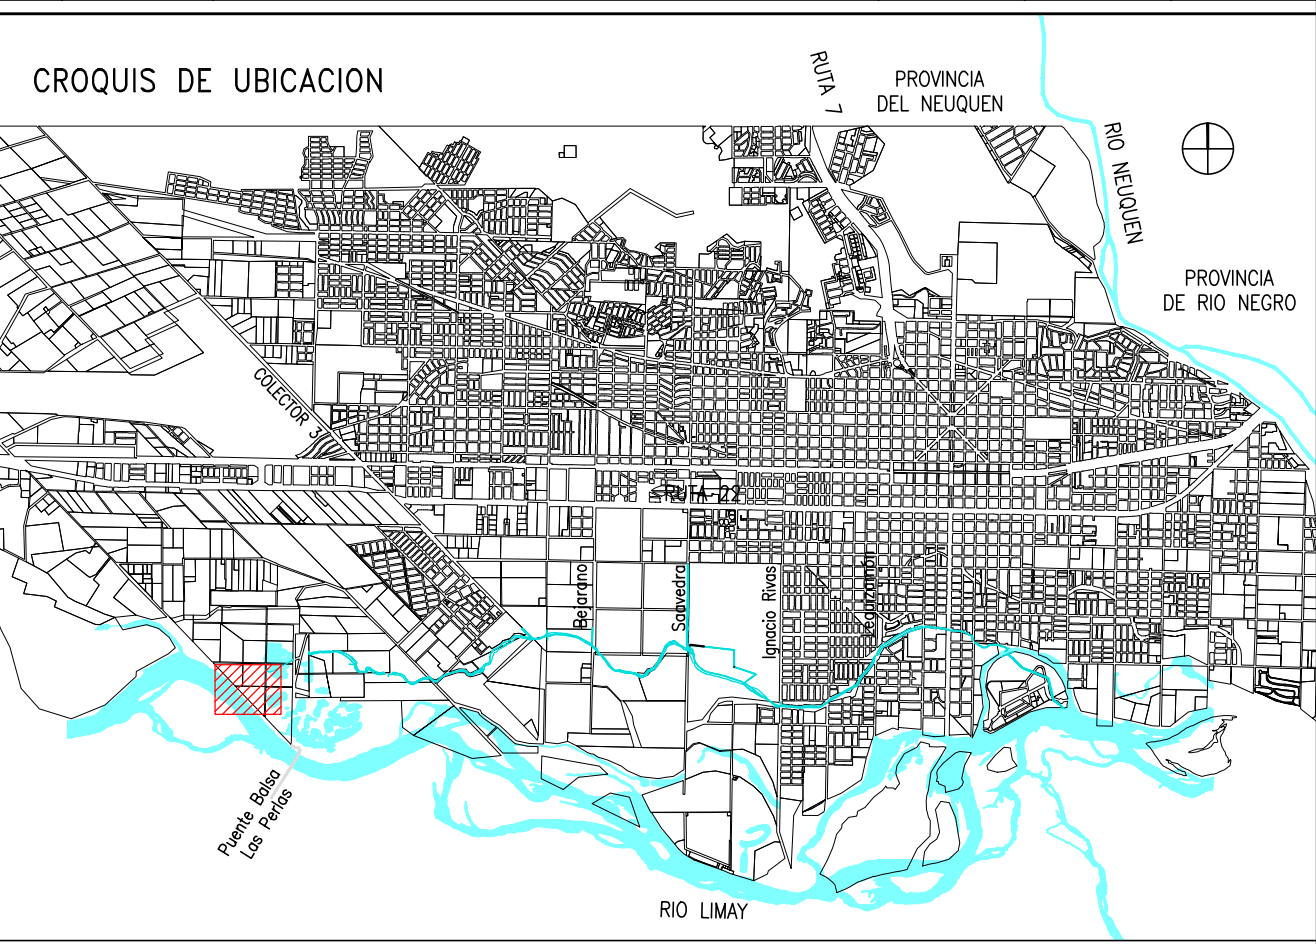 CROQUIS DE UBICACION
RUTA 7
PROVINCIA
DEL NEUQUEN
RIO NEUQUEN
PROVINCIA
DE RIO NEGRO
COLECTOR 3
RUTA 22
Bejarano
Saavedra
Ignacio Rivas
Puente Balsa
Las Perlas
RIO LIMAY